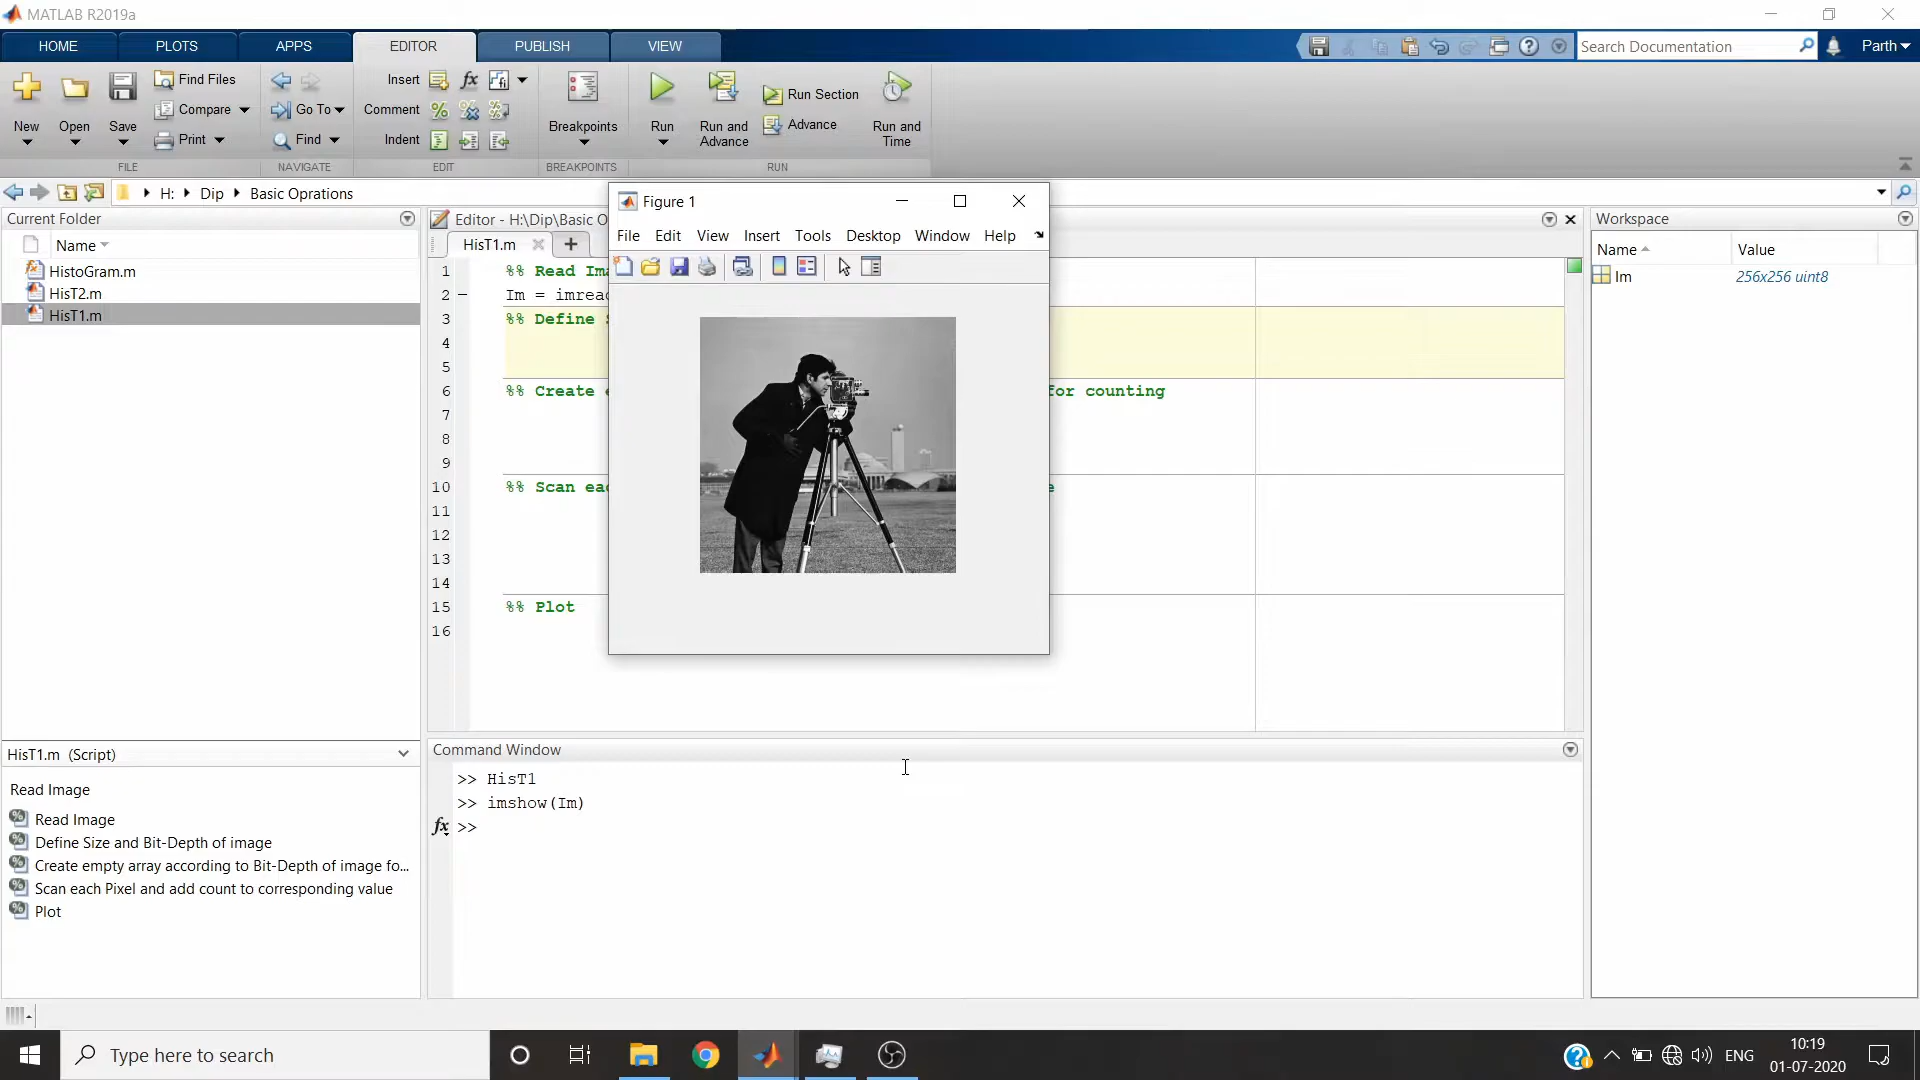 MATLAB R2019a
HOME PLOTS APPS EDITOR PUBLISH VIEW
Search Documentation
Parth
New
Open
Save
Find Files
Compare
Print
Go To
Find
Insert
Comment
Indent
Breakpoints
Run
Run and
Advance
Run Section
Advance
Run and
Time
FILE NAVIGATE EDIT BREAKPOINTS RUN
H: Dip Basic Oprations
Current Folder
Name
HistoGram.m
HisT2.m
HisT1.m
HisT1.m (Script)
Read Image
Read Image
Define Size and Bit-Depth of image
Create empty array according to Bit-Depth of image fo...
Scan each Pixel and add count to corresponding value
Plot
Editor - H:\Dip\Basic O
HisT1.m
1 %% Read Ima
2 Im = imread
3 %% Define S
4
5
6 %% Create e for counting
7
8
9
10 %% Scan eac e
11
12
13
14
15 %% Plot
16
Figure 1
File Edit View Insert Tools Desktop Window Help
Command Window
>> HisT1
>> imshow(Im)
fx >>
Workspace
Name Value
Im 256x256 uint8
Type here to search
ENG
10:19
01-07-2020